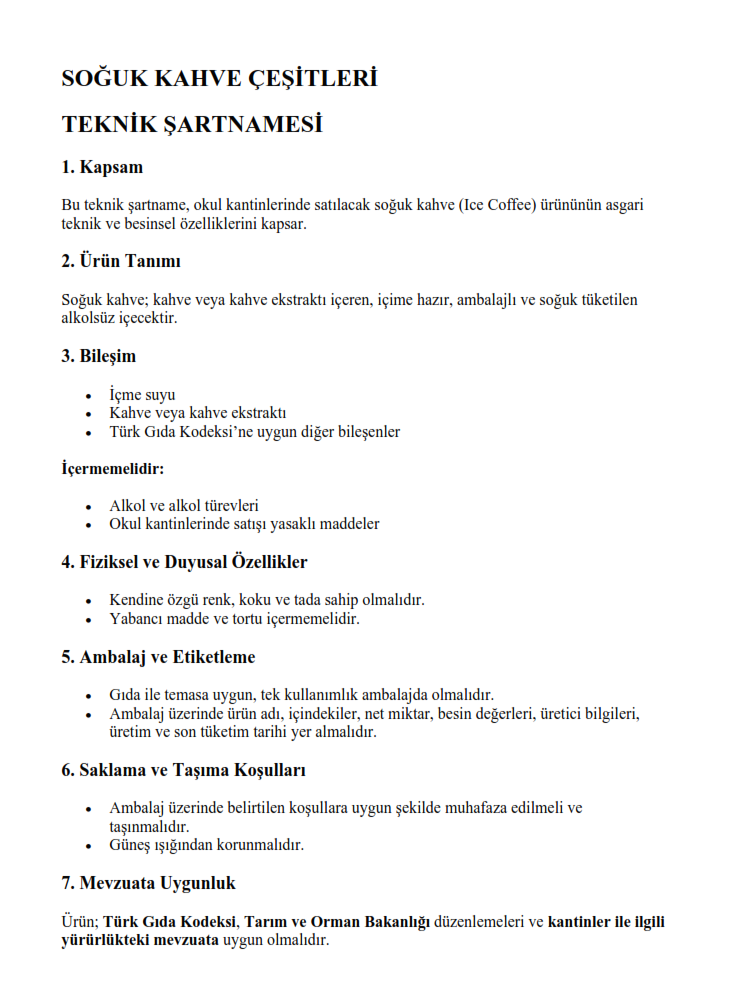 SOĞUK KAHVE ÇEŞİTLERİ
TEKNİK ŞARTNAMESİ
1. Kapsam
Bu teknik şartname, okul kantinlerinde satılacak soğuk kahve (Ice Coffee) ürününün asgari
teknik ve besinsel özelliklerini kapsar.
2. Ürün Tanımı
Soğuk kahve; kahve veya kahve ekstraktı içeren, içime hazır, ambalajlı ve soğuk tüketilen
alkolsüz içecektir.
3. Bileşim
• İçme suyu
• Kahve veya kahve ekstraktı
• Türk Gıda Kodeksi’ne uygun diğer bileşenler
İçermemelidir:
• Alkol ve alkol türevleri
• Okul kantinlerinde satışı yasaklı maddeler
4. Fiziksel ve Duyusal Özellikler
• Kendine özgü renk, koku ve tada sahip olmalıdır.
• Yabancı madde ve tortu içermemelidir.
5. Ambalaj ve Etiketleme
• Gıda ile temasa uygun, tek kullanımlık ambalajda olmalıdır.
• Ambalaj üzerinde ürün adı, içindekiler, net miktar, besin değerleri, üretici bilgileri,
üretim ve son tüketim tarihi yer almalıdır.
6. Saklama ve Taşıma Koşulları
• Ambalaj üzerinde belirtilen koşullara uygun şekilde muhafaza edilmeli ve
taşınmalıdır.
• Güneş ışığından korunmalıdır.
7. Mevzuata Uygunluk
Ürün; Türk Gıda Kodeksi, Tarım ve Orman Bakanlığı düzenlemeleri ve kantinler ile ilgili
yürürlükteki mevzuata uygun olmalıdır.